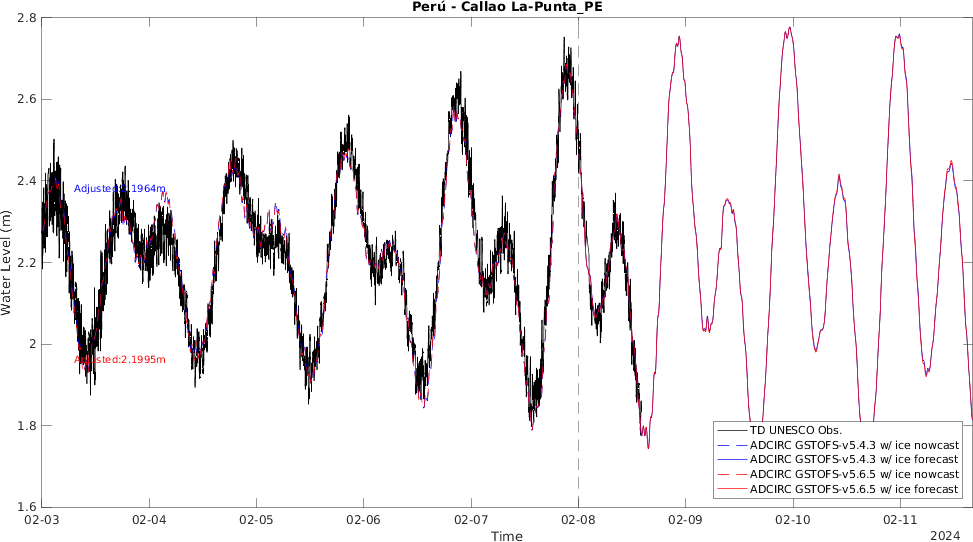 Perú - Callao La-Punta_PE
2.8
2.6
2.4
2.2
2
1.8
1.6
Water Level (m)
Adjusted:2.1964m
Adjusted:2.1995m
TD UNESCO Obs.
ADCIRC GSTOFS-v5.4.3 w/ ice nowcast
ADCIRC GSTOFS-v5.4.3 w/ ice forecast
ADCIRC GSTOFS-v5.6.5 w/ ice nowcast
ADCIRC GSTOFS-v5.6.5 w/ ice forecast
02-03 02-04 02-05 02-06 02-07 02-08 02-09 02-10 02-11
Time
2024